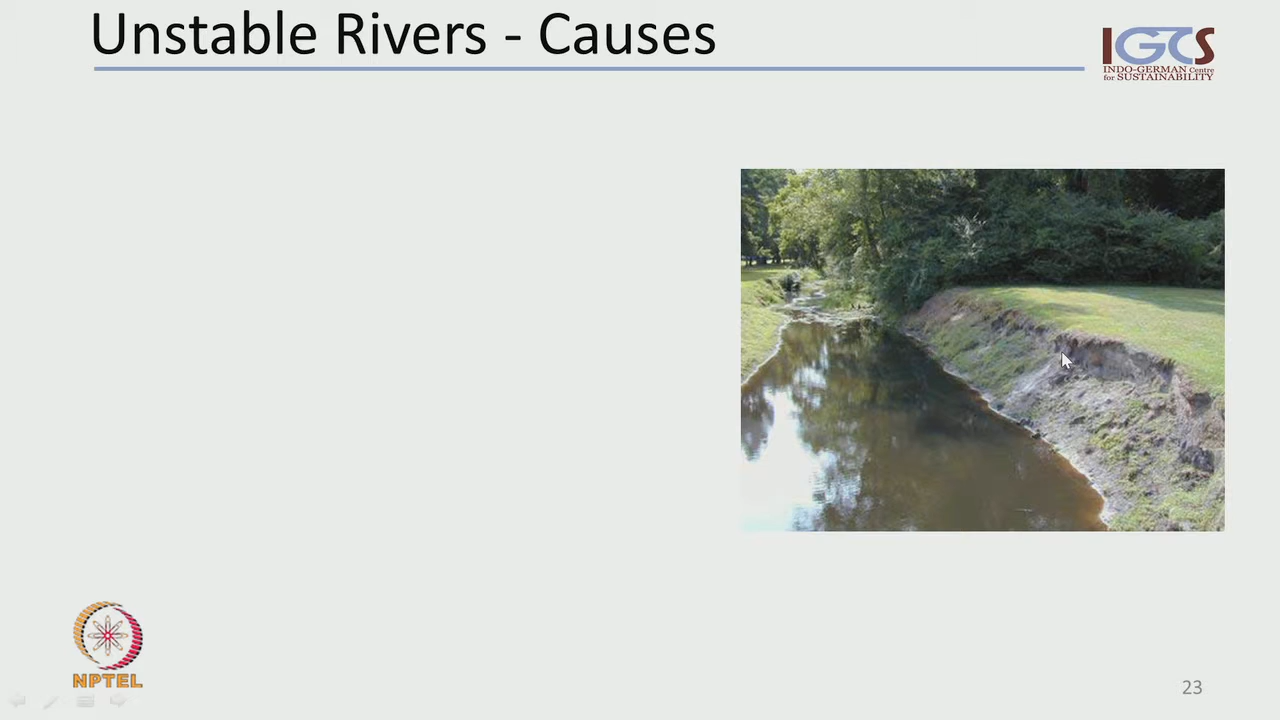 Unstable Rivers - Causes
IGCS
INDO-GERMAN Centre
for SUSTAINABILITY
NPTEL
23